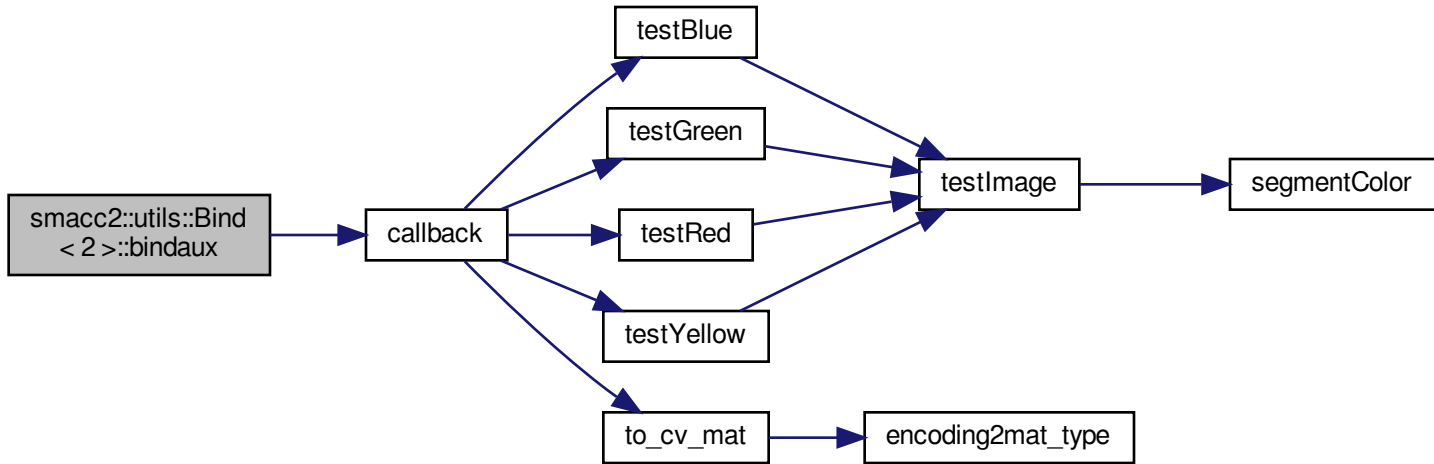 smacc2::utils::Bind
< 2 >::bindaux
callback
testBlue
testGreen
testRed
testYellow
to_cv_mat
testImage
encoding2mat_type
segmentColor